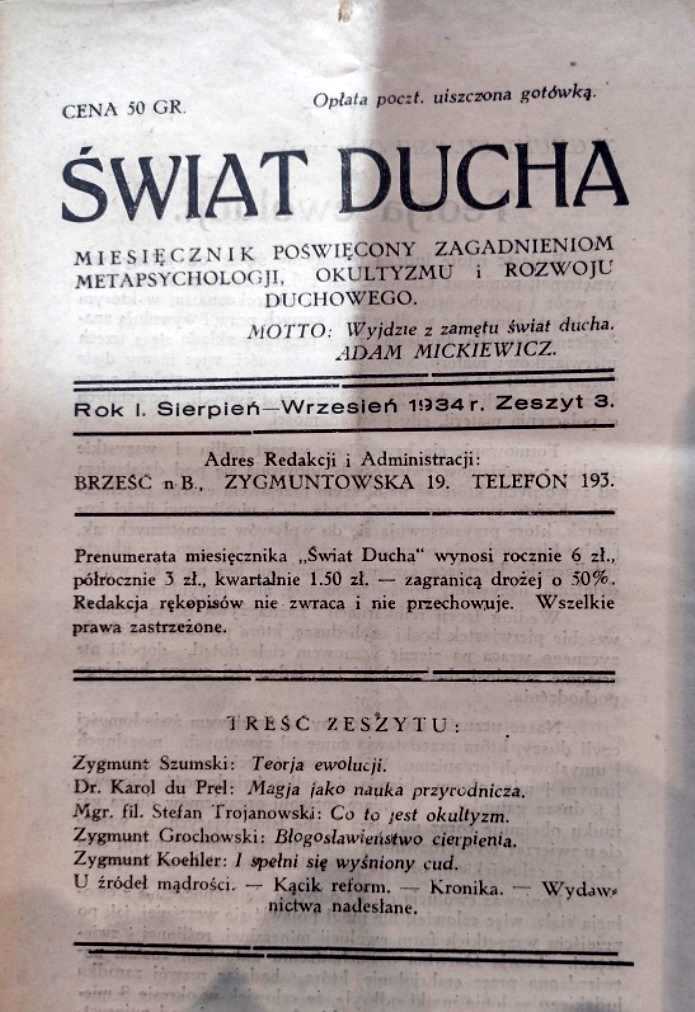 CENA 50 GR.
Opłata poczt. uiszczona gotówką.
ŚWIAT DUCHA
MIESIĘCZNIK POŚWIĘCONY ZAGADNIENIOM
METAPSYCHOLOGJI, OKULTYZMU i ROZWOJU
DUCHOWEGO.
MOTTO: Wyjdzie z zamętu świat ducha.
ADAM MICKIEWICZ.
Rok I. Sierpień—Wrzesień 1934 r. Zeszyt 3.
Adres Redakcji i Administracji:
BRZEŚĆ n B., ZYGMUNTOWSKA 19. TELEFON 193.
Prenumerata miesięcznika „Świat Ducha" wynosi rocznie 6 zł.,
półrocznie 3 zł., kwartalnie 1.50 zł. — zagranicą drożej o 50%.
Redakcja rękopisów nie zwraca i nie przechowuje. Wszelkie
prawa zastrzeżone.
TREŚĆ ZESZYTU:
Zygmunt Szumski: Teorja ewolucji.
Dr. Karol du Prel: Magja jako nauka przyrodnicza.
Mgr. fil. Stefan Trojanowski: Co to jest okultyzm.
Zygmunt Grochowski: Błogosławieństwo cierpienia.
Zygmunt Koehler: I spełni się wyśniony cud.
U źródeł mądrości. — Kącik reform. — Kronika. — Wydaw-
nictwa nadesłane.